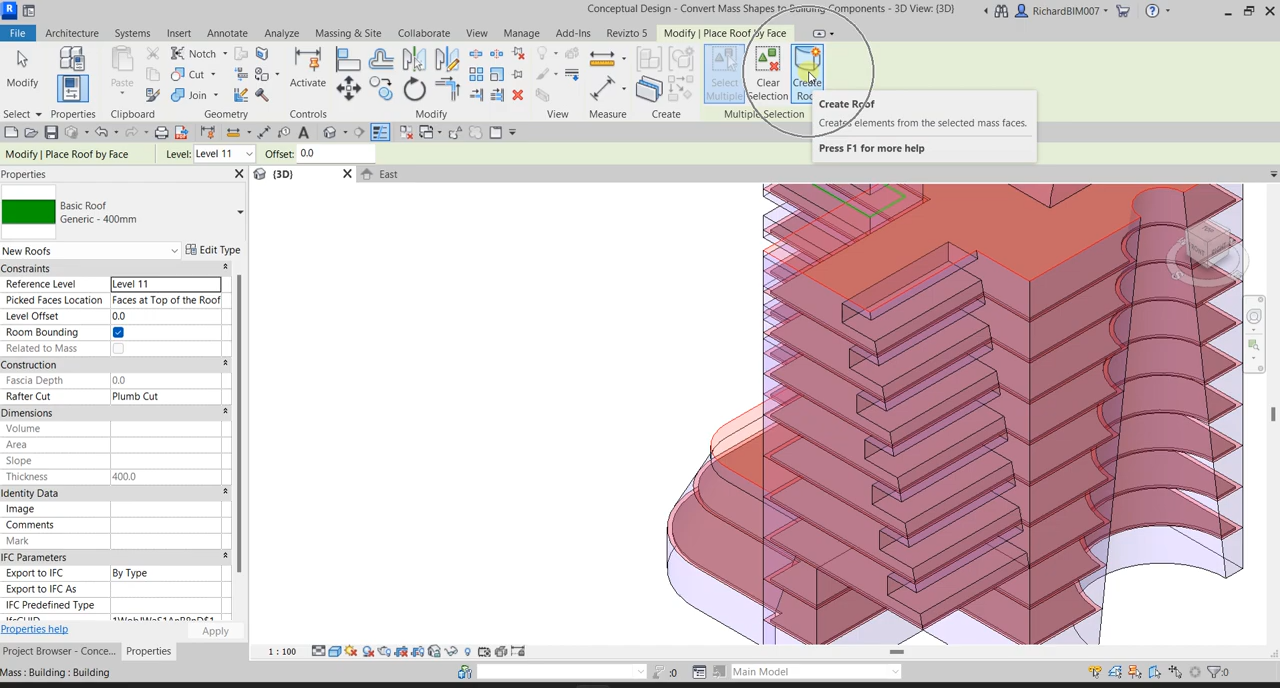 Conceptual Design - Convert Mass Shapes to Building Components - 3D View: {3D}
RichardBIM007
File Architecture Systems Insert Annotate Analyze Massing & Site Collaborate View Manage Add-Ins Revizto 5 Modify | Place Roof by Face
Modify
Paste
Notch
Cut
Join
Activate
Select Multiple
Clear Selection
Create
Select Properties Clipboard Geometry Controls Modify View Measure Create Multiple Selection
Create Roof
Creates elements from the selected mass faces.
Press F1 for more help
Modify | Place Roof by Face Level: Level 11 Offset: 0.0
Properties
{3D}
East
Basic Roof
Generic - 400mm
New Roofs
Edit Type
Constraints
Reference Level Level 11
Picked Faces Location Faces at Top of the Roof
Level Offset 0.0
Room Bounding
Related to Mass
Construction
Fascia Depth 0.0
Rafter Cut Plumb Cut
Dimensions
Volume
Area
Slope
Thickness 400.0
Identity Data
Image
Comments
Mark
IFC Parameters
Export to IFC By Type
Export to IFC As
IFC Predefined Type
Properties help
Apply
Project Browser - Conce...
Properties
1 : 100
Mass : Building : Building
:0
Main Model
:0